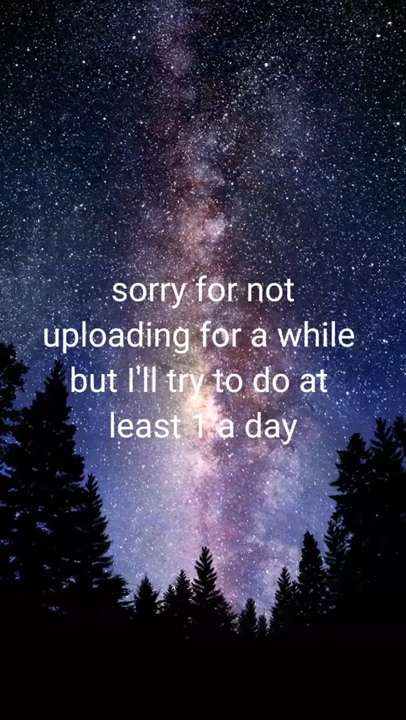 sorry for not
uploading for a while
but I'll try to do at
least 1 a day